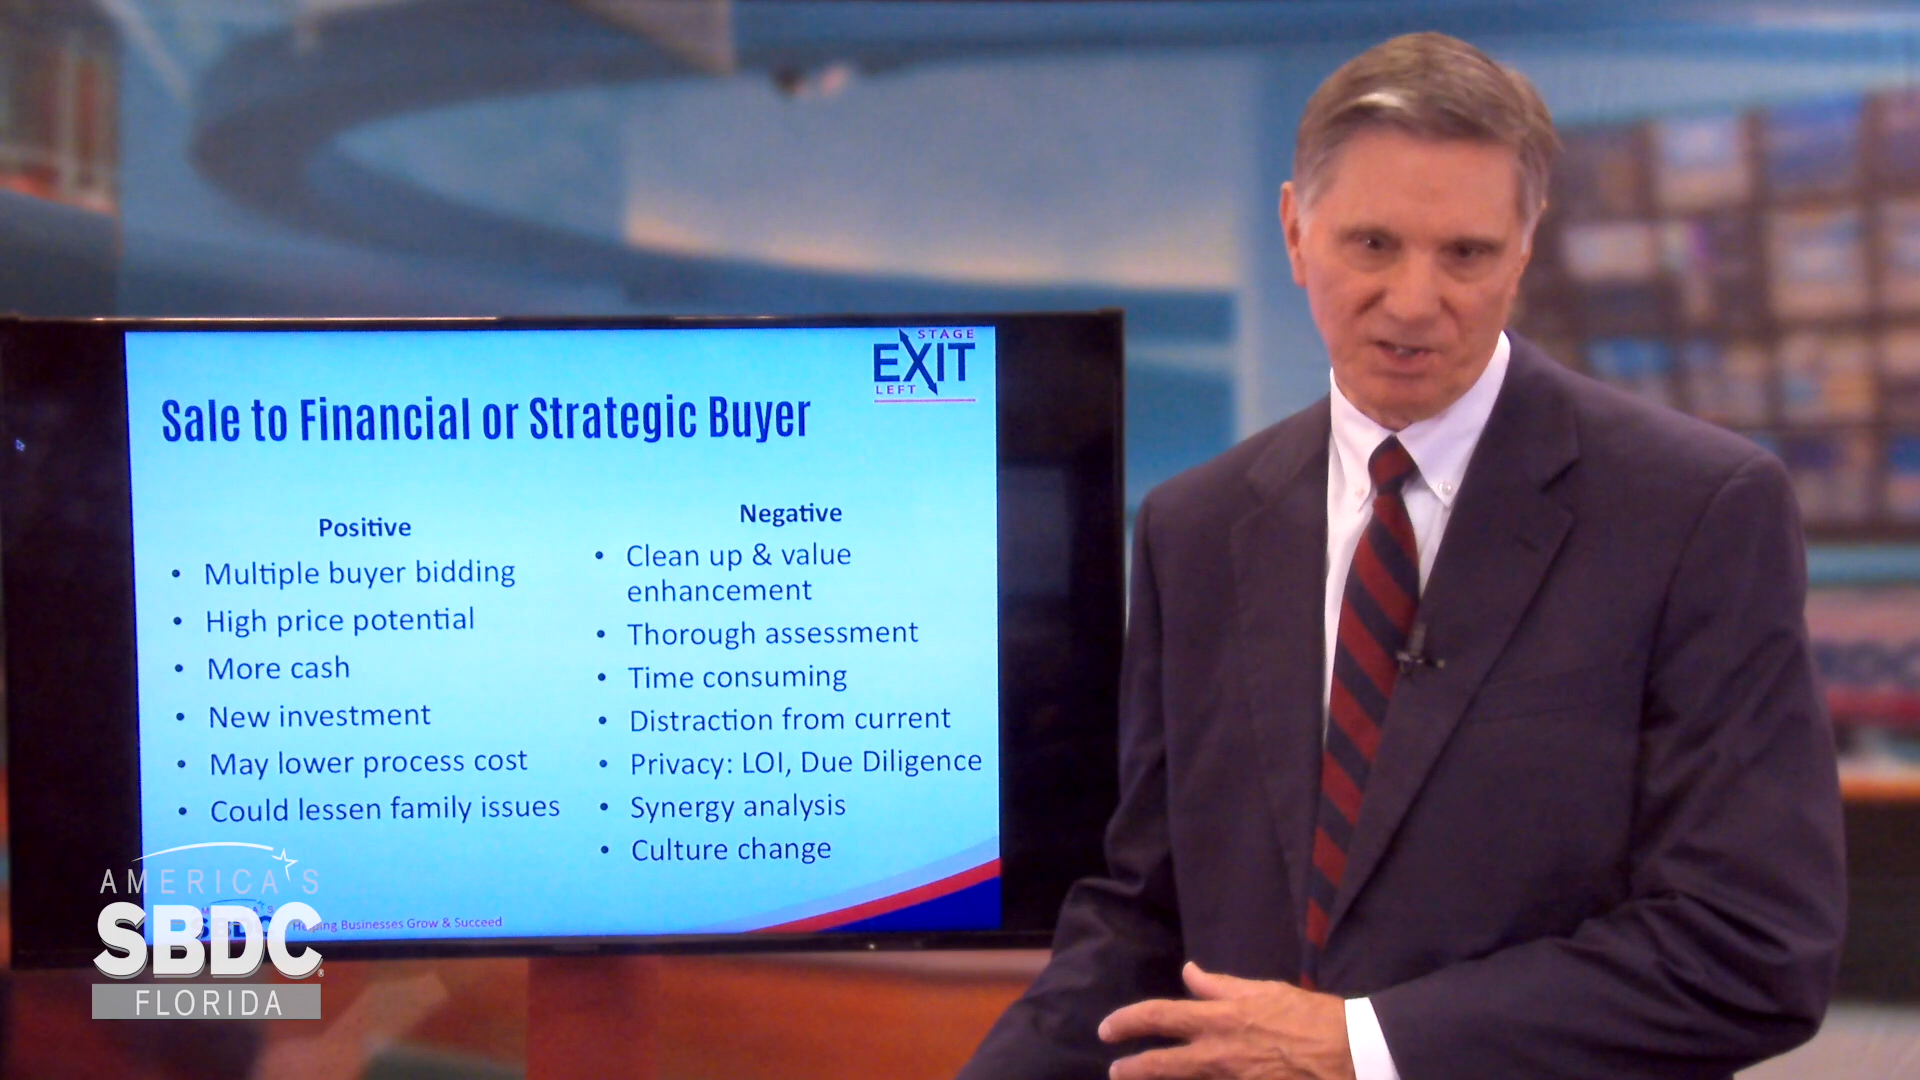 STAGE
EXIT
LEFT
Sale to Financial or Strategic Buyer
Positive
• Multiple buyer bidding
• High price potential
• More cash
• New investment
• May lower process cost
• Could lessen family issues
Negative
• Clean up & value
enhancement
• Thorough assessment
• Time consuming
• Distraction from current
• Privacy: LOI, Due Diligence
• Synergy analysis
• Culture change
Helping Businesses Grow & Succeed
AMERICA'S
SBDC
FLORIDA